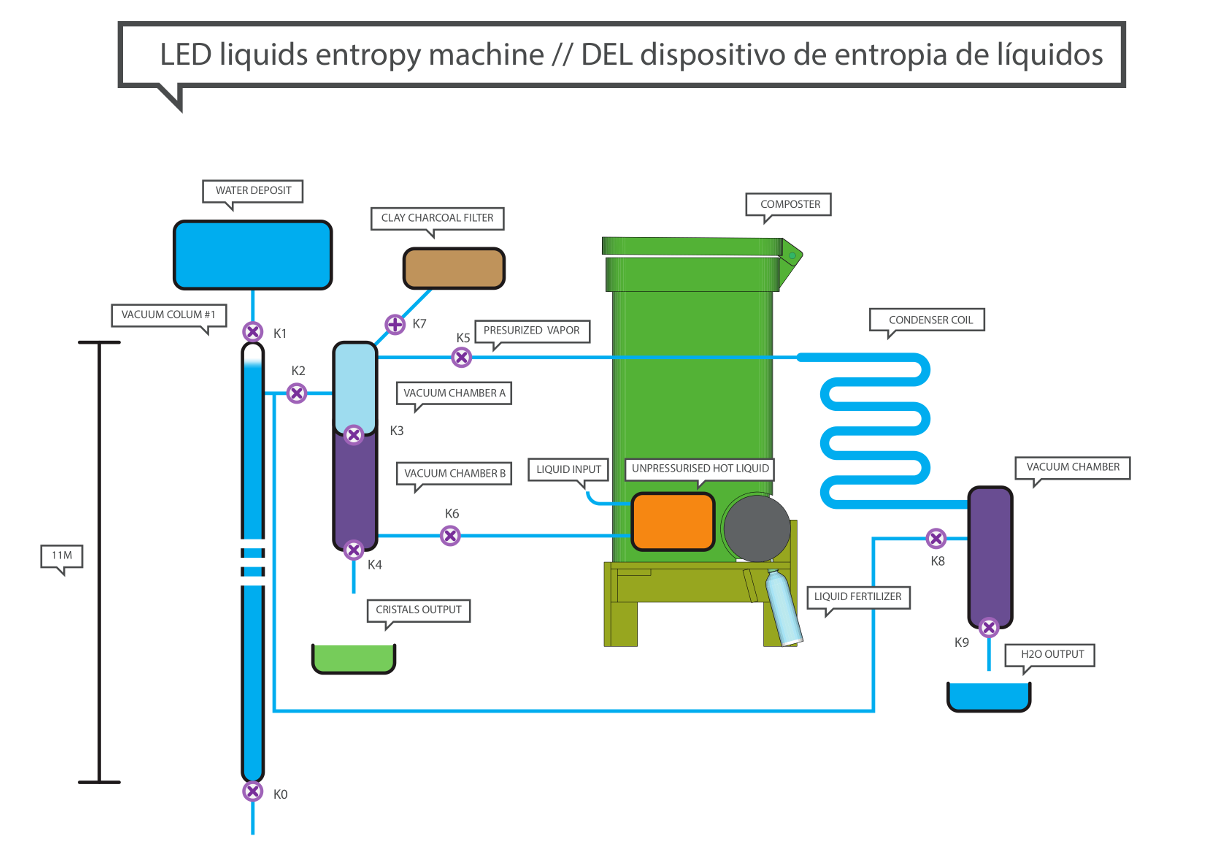 LED liquids entropy machine // DEL dispositivo de entropia de líquidos
WATER DEPOSIT
CLAY CHARCOAL FILTER
COMPOSTER
VACUUM COLUM #1
K1
K7
K5
PRESURIZED VAPOR
CONDENSER COIL
K2
VACUUM CHAMBER A
K3
VACUUM CHAMBER B
LIQUID INPUT
UNPRESSURISED HOT LIQUID
VACUUM CHAMBER
K6
11M
K4
K8
CRISTALS OUTPUT
LIQUID FERTILIZER
K9
H2O OUTPUT
K0